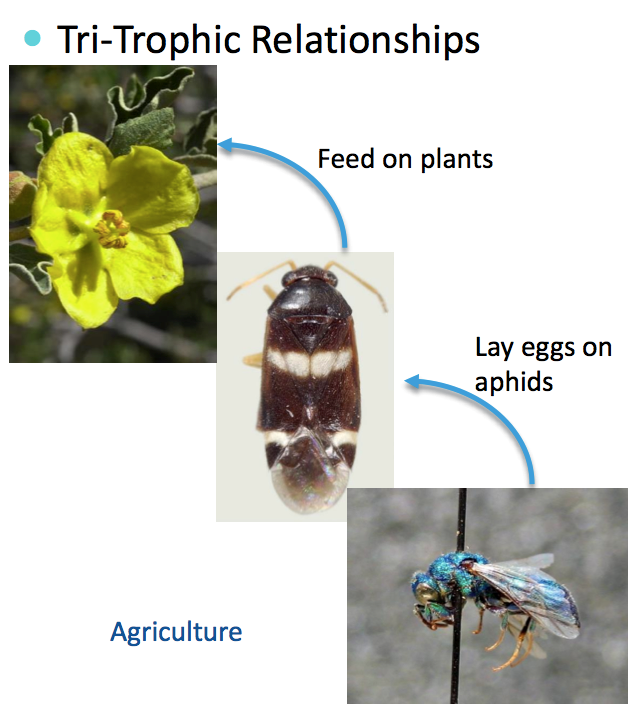 Tri-Trophic Relationships
Feed on plants
Lay eggs on
aphids
Agriculture